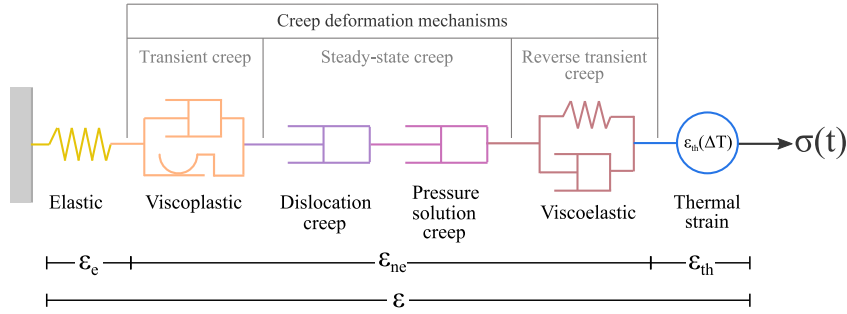 Creep deformation mechanisms
Transient creep
Steady-state creep
Reverse transient
creep
εth(ΔT)
σ(t)
Elastic
Viscoplastic
Dislocation
creep
Pressure
solution
creep
Viscoelastic
Thermal
strain
εe
εne
εth
ε